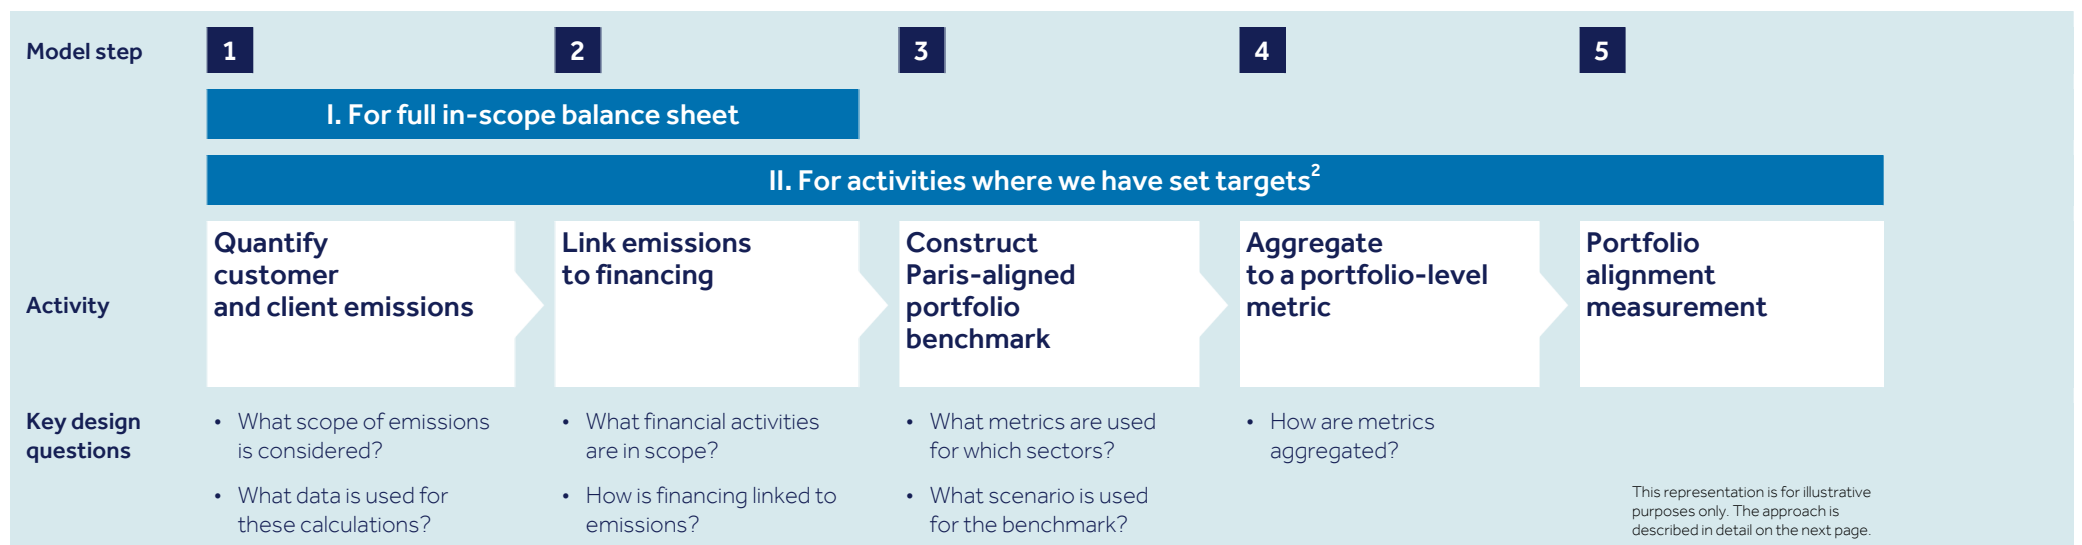 Model step
1
2
3
4
5
I. For full in-scope balance sheet
II. For activities where we have set targets²
Activity
Quantify
customer
and client emissions
Link emissions
to financing
Construct
Paris-aligned
portfolio
benchmark
Aggregate
to a portfolio-level
metric
Portfolio
alignment
measurement
Key design
questions
• What scope of emissions
is considered?
• What data is used for
these calculations?
• What financial activities
are in scope?
• How is financing linked to
emissions?
• What metrics are used
for which sectors?
• What scenario is used
for the benchmark?
• How are metrics
aggregated?
This representation is for illustrative
purposes only. The approach is
described in detail on the next page.